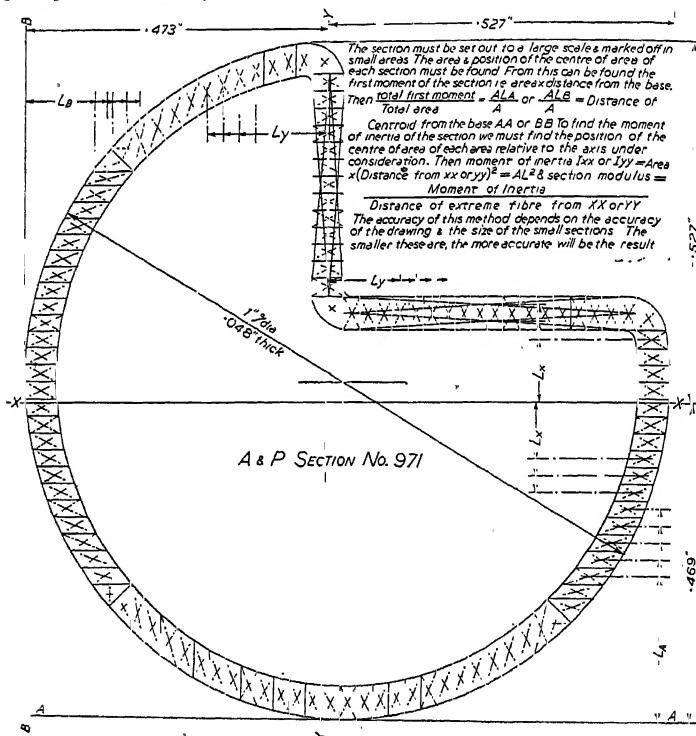 B
Y
.473"
.527"
The section must be set out to a large scale & marked off in
small areas The area & position of the centre of area of
each section must be found From this can be found the
first moment of the section ie area x distance from the base.
Then total first moment / Total area = ALA / A or ALB / A = Distance of
Centroid from the base AA or BB To find the moment
of inertia of the section we must find the position of the
centre of area of each area relative to the axis under
consideration. Then moment of inertia Ixx or Iyy = Area
x (Distance from xx or yy)² = AL² & section modulus =
Moment of Inertia
Distance of extreme fibre from XX or YY
The accuracy of this method depends on the accuracy
of the drawing & the size of the small sections The
smaller these are, the more accurate will be the result
LB
Ly
.527"
Ly
1" o/dia
.048" thick
Lx
X
X
Lx
A & P SECTION No. 971
.469"
LA
A
A
B
Y